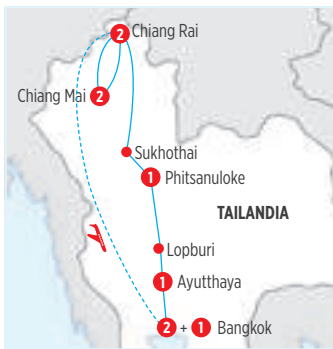 2 Chiang Rai
Chiang Mai 2
Sukhothai
1 Phitsanuloke
TAILANDIA
Lopburi
1 Ayutthaya
2 + 1 Bangkok